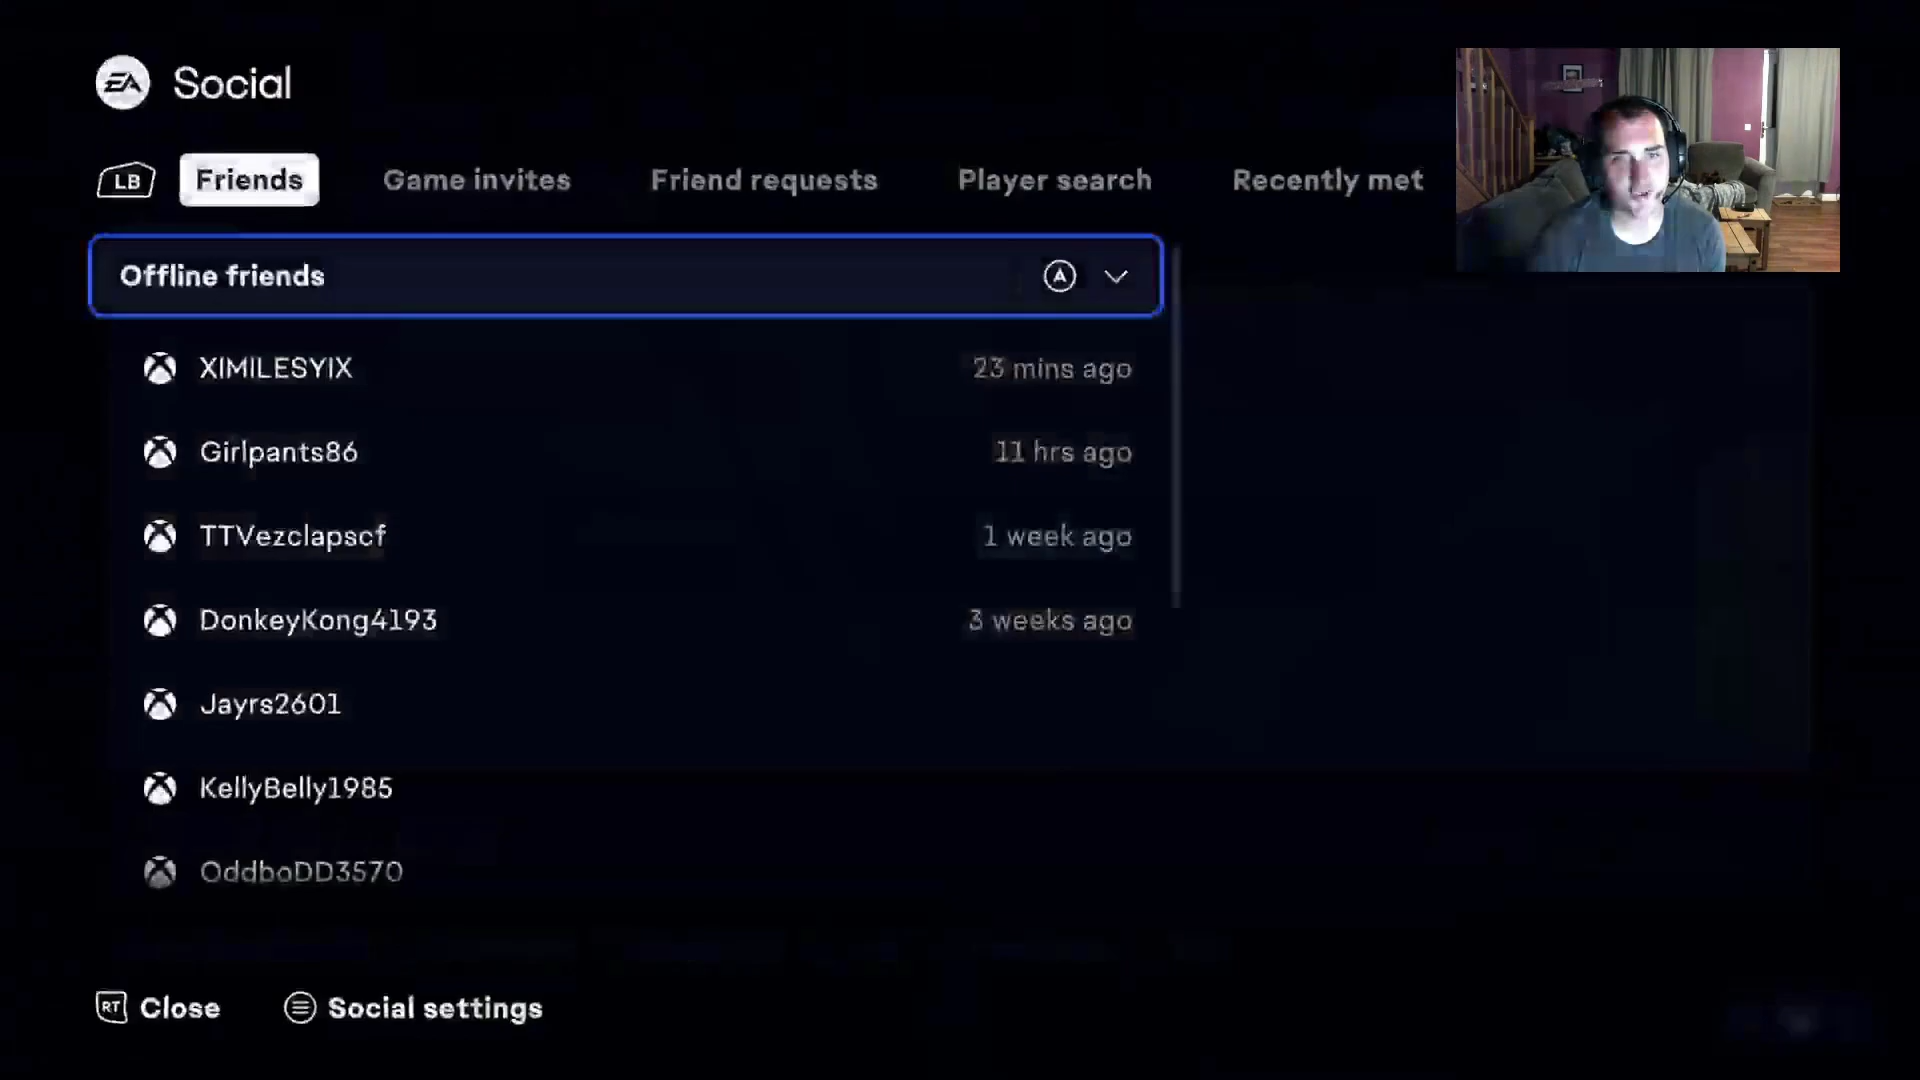 EA Social
LB Friends Game invites Friend requests Player search Recently met
Offline friends A
XIMILESYIX 23 mins ago
Girlpants86 11 hrs ago
TTVezclapscf 1 week ago
DonkeyKong4193 3 weeks ago
Jayrs2601
KellyBelly1985
OddboDD3570
RT Close Social settings